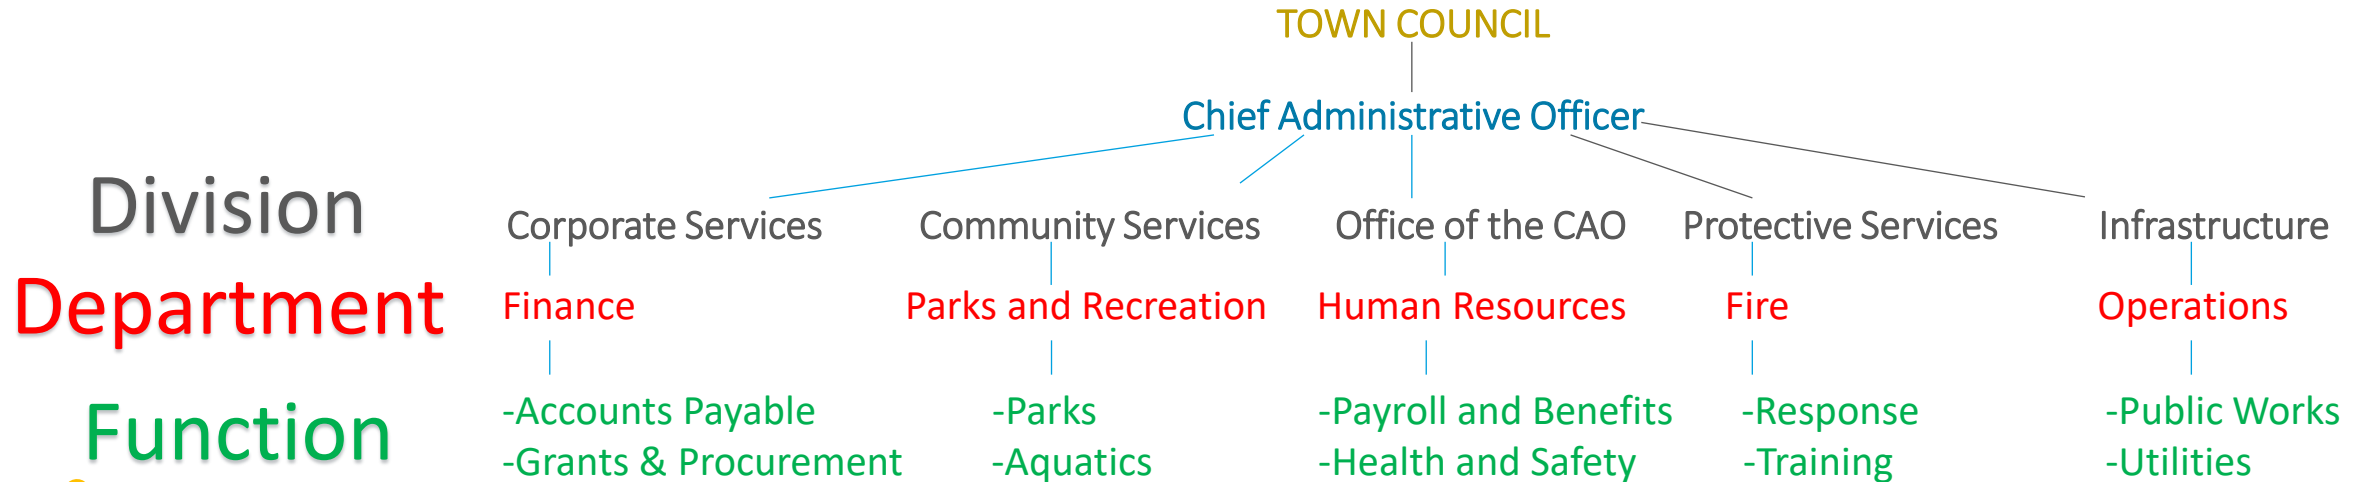 TOWN COUNCIL
Chief Administrative Officer
Division
Corporate Services
Community Services
Office of the CAO
Protective Services
Infrastructure
Department
Finance
Parks and Recreation
Human Resources
Fire
Operations
Function
-Accounts Payable
-Grants & Procurement
-Parks
-Aquatics
-Payroll and Benefits
-Health and Safety
-Response
-Training
-Public Works
-Utilities